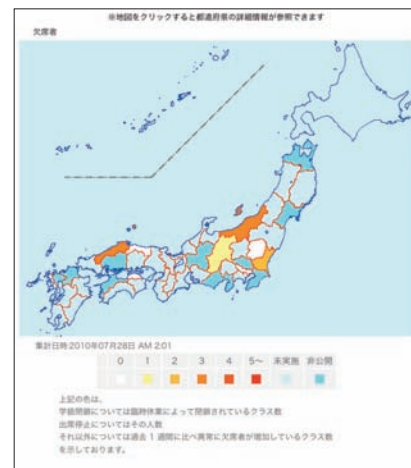 ※地図をクリックすると都道府県の詳細情報が参照できます
欠席者
集計日時:2010年07月28日 AM 2:01
0 1 2 3 4 5～ 未実施 非公開
上記の色は、
学級閉鎖については臨時休業によって閉鎖されているクラス数
出席停止についてはその人数
それ以外については過去1週間に比べ異常に欠席者が増加しているクラス数
を示しております。